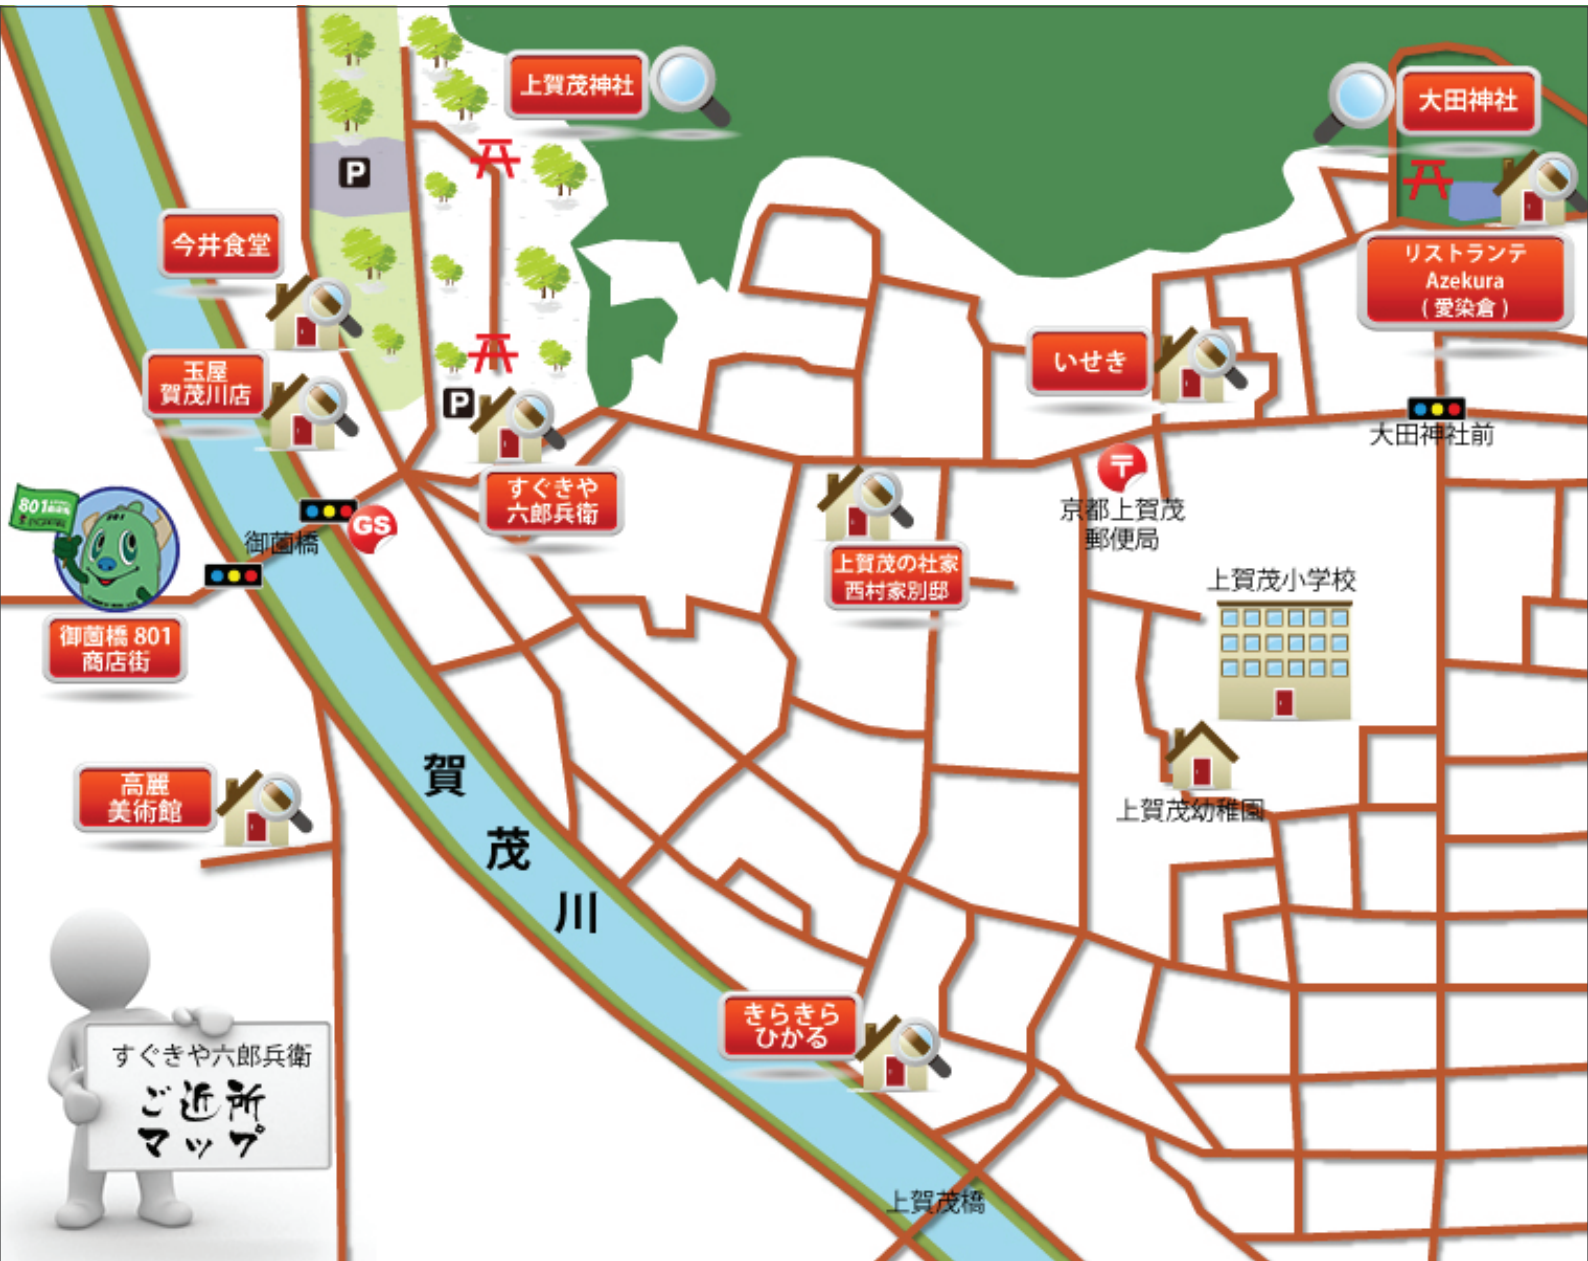 上賀茂神社
大田神社
P
今井食堂
リストランテ
Azekura
( 愛染倉 )
玉屋
賀茂川店
いせき
P
大田神社前
すぐきや
六郎兵衛
〒
京都上賀茂
郵便局
801
GS
御薗橋
上賀茂の社家
西村家別邸
上賀茂小学校
御薗橋 801
商店街
高麗
美術館
賀
茂
川
上賀茂幼稚園
きらきら
ひかる
すぐきや六郎兵衛
ご近所
マップ
上賀茂橋